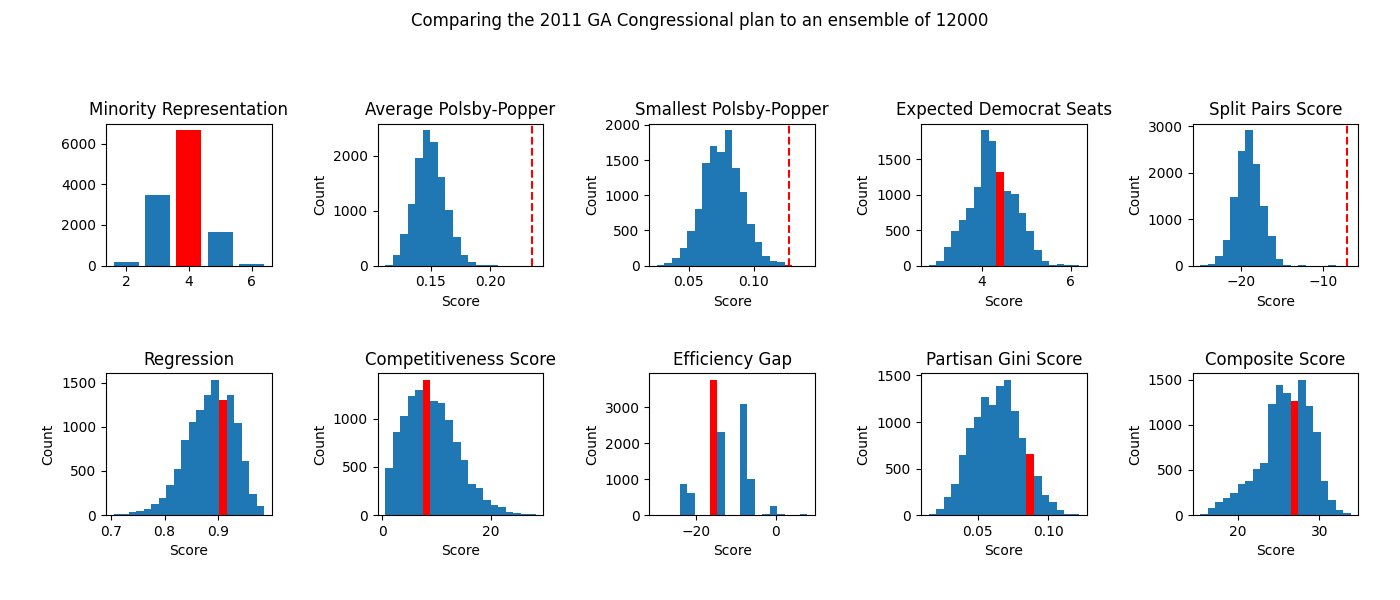 Comparing the 2011 GA Congressional plan to an ensemble of 12000
Minority Representation
6000
4000
2000
0
2 4 6
Average Polsby-Popper
Count
2000
1000
0
0.15 0.20
Score
Smallest Polsby-Popper
Count
2000
1500
1000
500
0
0.05 0.10
Score
Expected Democrat Seats
Count
1500
1000
500
0
4 6
Score
Split Pairs Score
Count
3000
2000
1000
0
−20 −10
Score
Regression
Count
1500
1000
500
0
0.7 0.8 0.9
Score
Competitiveness Score
Count
1000
500
0
0 20
Score
Efficiency Gap
Count
3000
2000
1000
0
−20 0
Score
Partisan Gini Score
Count
1500
1000
500
0
0.05 0.10
Score
Composite Score
Count
1500
1000
500
0
20 30
Score